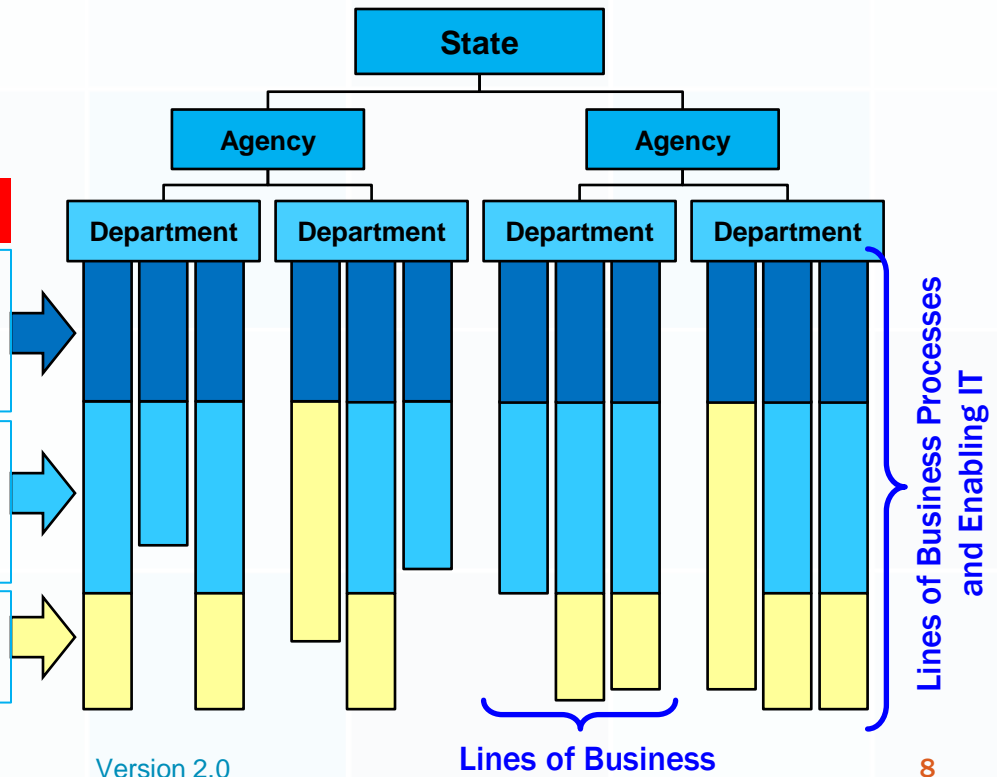 State
Agency
Agency
Department
Department
Department
Department
Lines of Business Processes
and Enabling IT
Lines of Business
Version 2.0
8